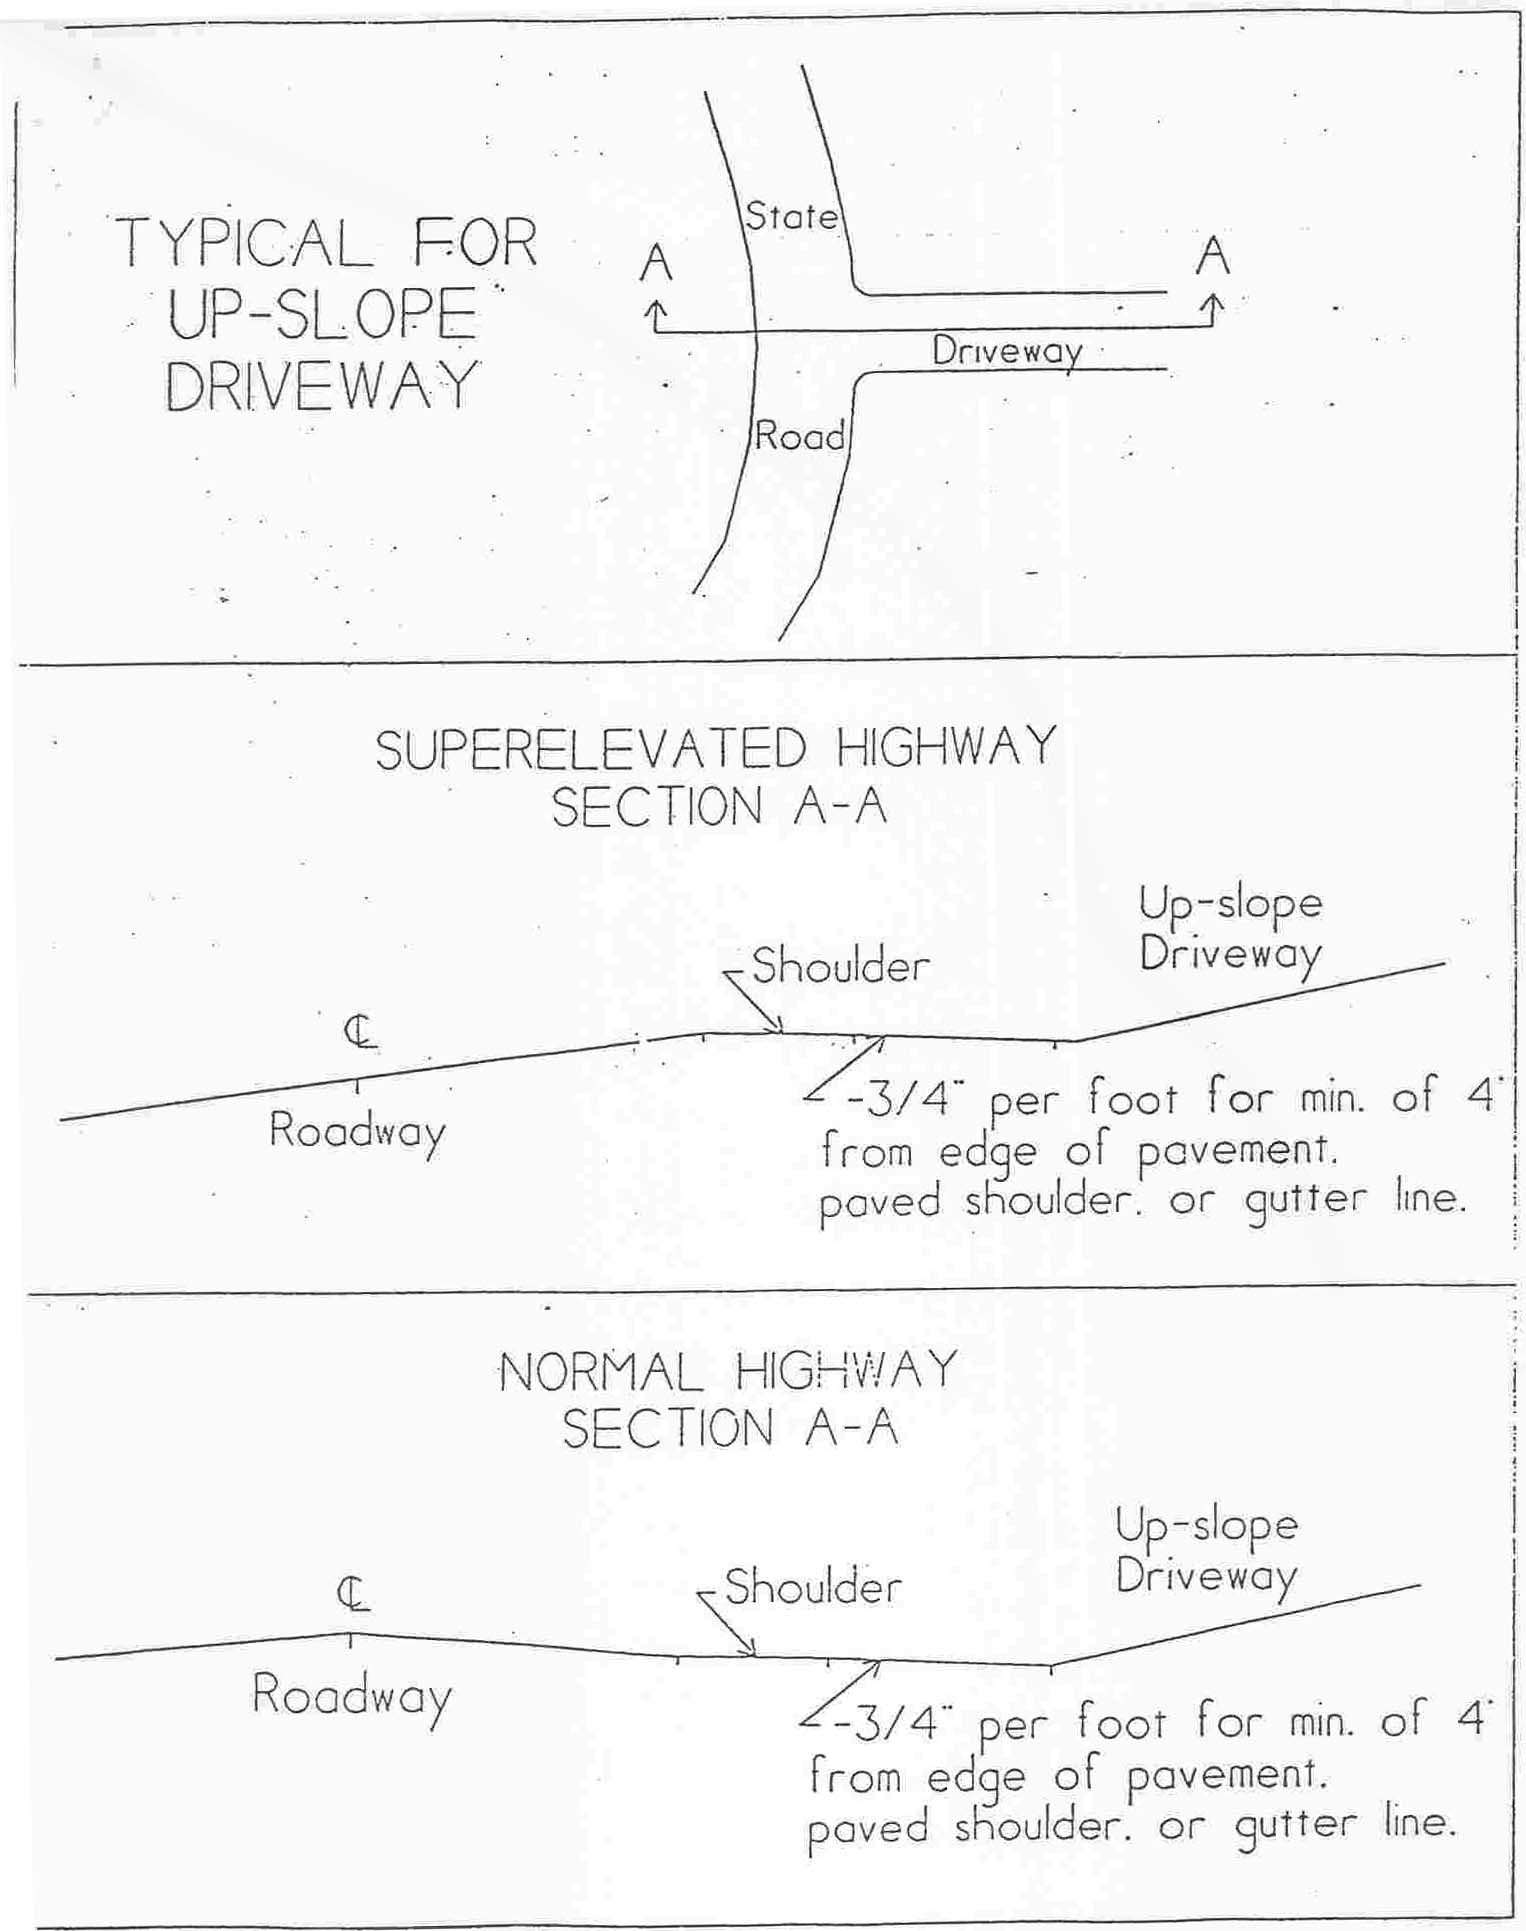 TYPICAL FOR
UP-SLOPE
DRIVEWAY
State
A
A
Driveway
Road
SUPERELEVATED HIGHWAY
SECTION A-A
Up-slope
Driveway
Shoulder
℄
Roadway
-3/4" per foot for min. of 4'
from edge of pavement.
paved shoulder. or gutter line.
NORMAL HIGHWAY
SECTION A-A
Up-slope
Driveway
Shoulder
℄
Roadway
-3/4" per foot for min. of 4'
from edge of pavement.
paved shoulder. or gutter line.